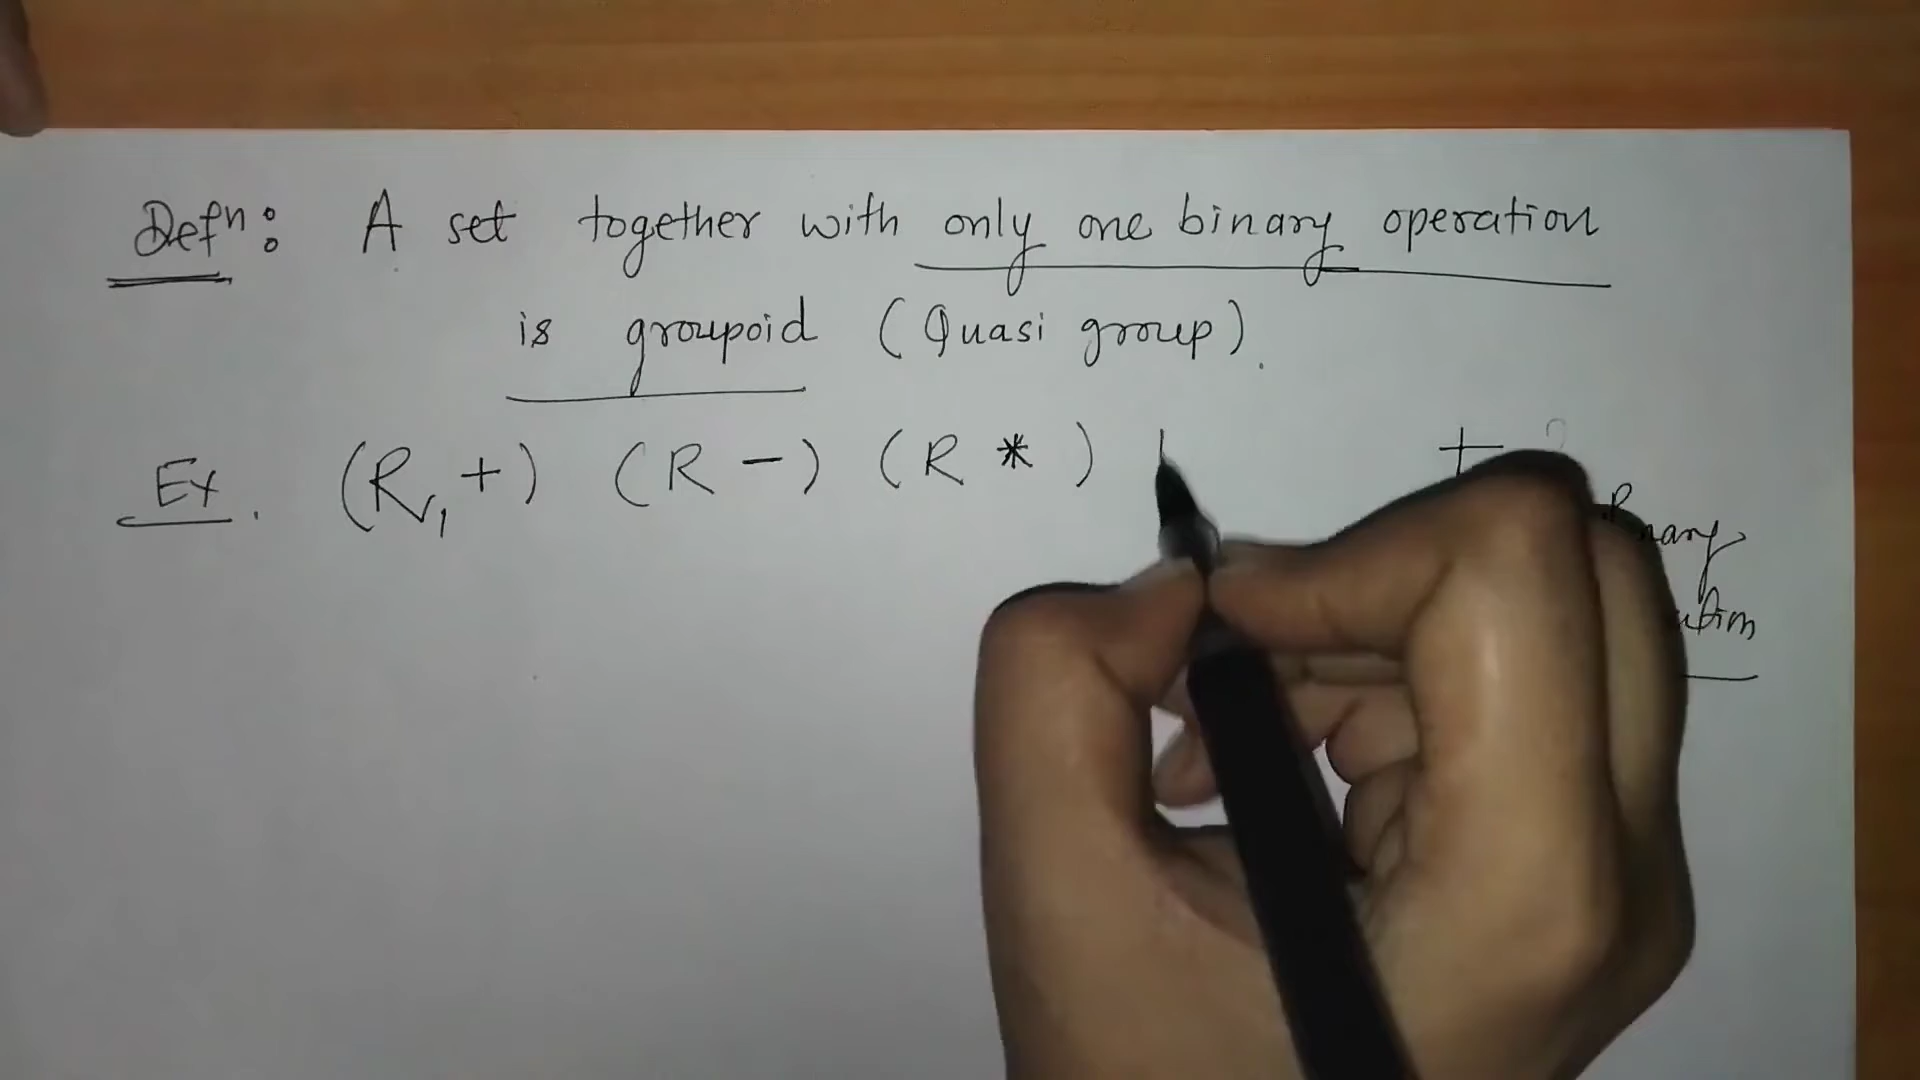 Defn: A set together with only one binary operation
is groupoid (Quasi group).
Ex. (R, +) (R -) (R * )
+